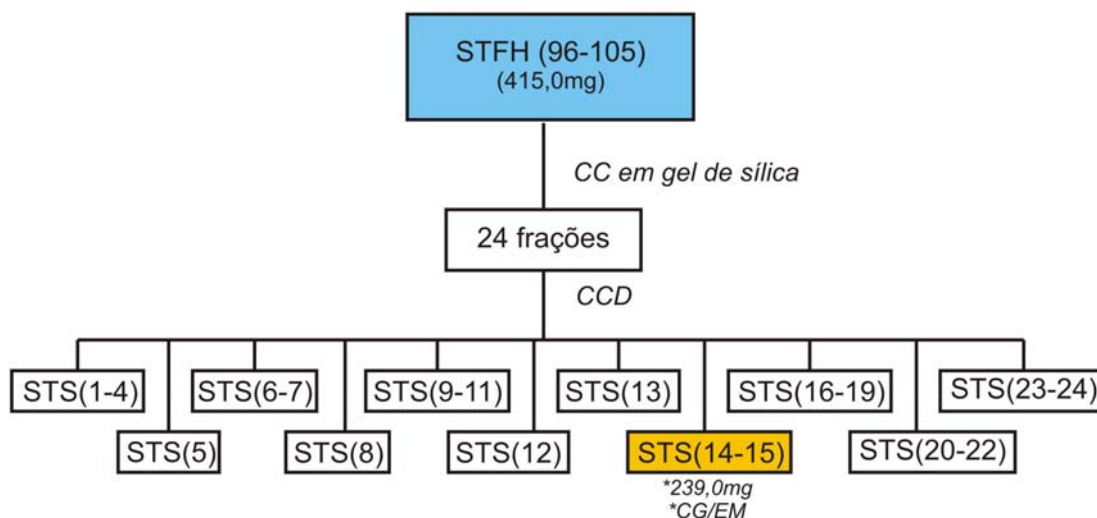 STFH (96-105)
(415,0mg)
CC em gel de sílica
24 frações
CCD
STS(1-4)
STS(6-7)
STS(9-11)
STS(13)
STS(16-19)
STS(23-24)
STS(5)
STS(8)
STS(12)
STS(14-15)
STS(20-22)
*239,0mg
*CG/EM